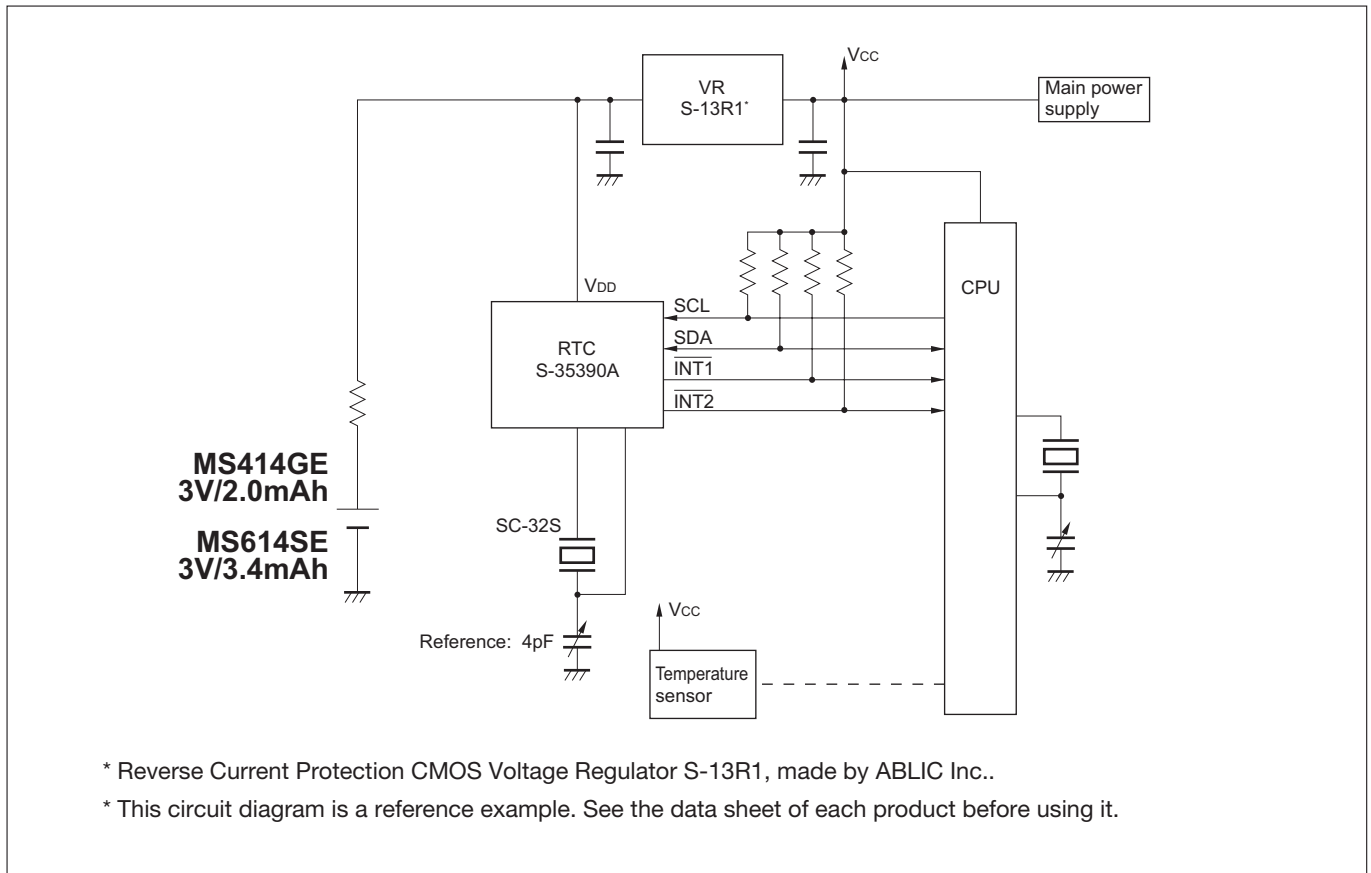 VCC
VR
S-13R1*
Main power
supply
VDD
SCL
SDA
INT1
INT2
RTC
S-35390A
CPU
MS414GE
3V/2.0mAh
MS614SE
3V/3.4mAh
SC-32S
Reference: 4pF
VCC
Temperature
sensor
* Reverse Current Protection CMOS Voltage Regulator S-13R1, made by ABLIC Inc..
* This circuit diagram is a reference example. See the data sheet of each product before using it.